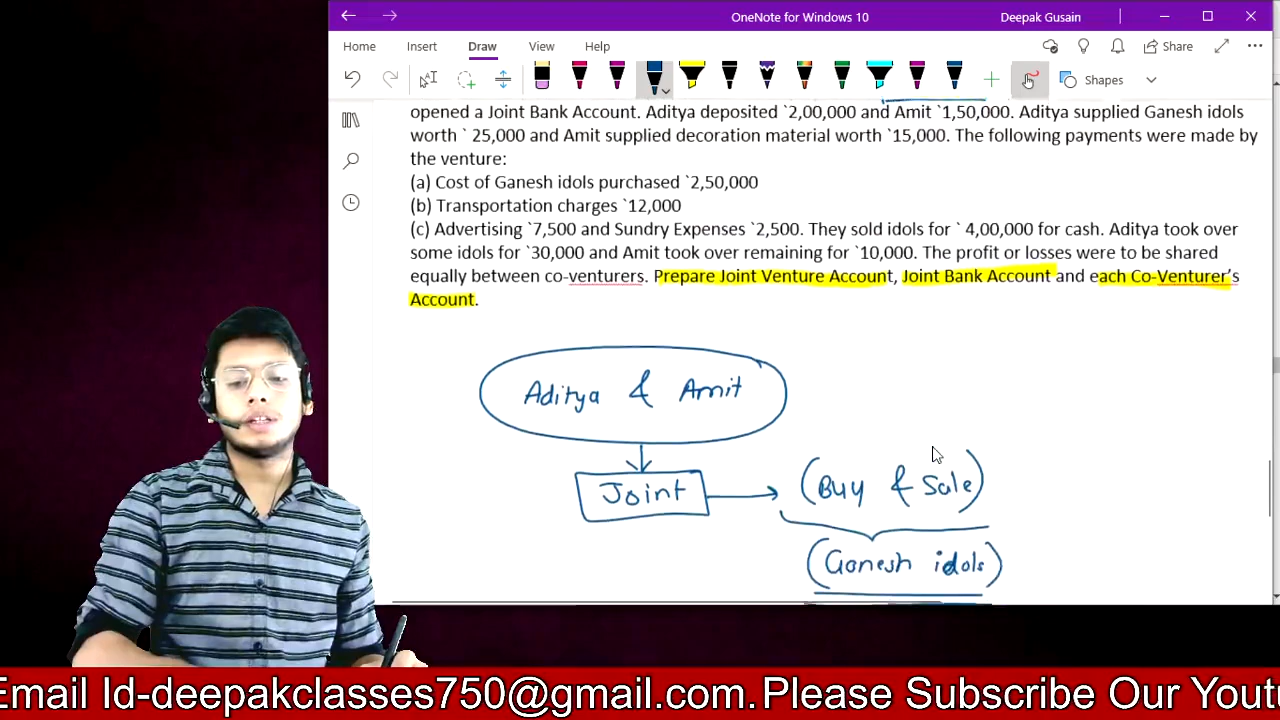 OneNote for Windows 10
Deepak Gusain
Home Insert Draw View Help
Share
Shapes
opened a Joint Bank Account. Aditya deposited `2,00,000 and Amit `1,50,000. Aditya supplied Ganesh idols
worth ` 25,000 and Amit supplied decoration material worth `15,000. The following payments were made by
the venture:
(a) Cost of Ganesh idols purchased `2,50,000
(b) Transportation charges `12,000
(c) Advertising `7,500 and Sundry Expenses `2,500. They sold idols for ` 4,00,000 for cash. Aditya took over
some idols for `30,000 and Amit took over remaining for `10,000. The profit or losses were to be shared
equally between co-venturers. Prepare Joint Venture Account, Joint Bank Account and each Co-Venturer's
Account.
Aditya & Amit
Joint
(Buy & Sale)
(Ganesh idols)
Email Id-deepakclasses750@gmail.com. Please Subscribe Our Yout